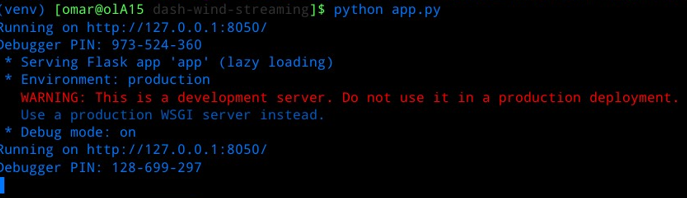 (venv) [omar@olA15 dash-wind-streaming]$ python app.py
Running on http://127.0.0.1:8050/
Debugger PIN: 973-524-360
 * Serving Flask app 'app' (lazy loading)
 * Environment: production
   WARNING: This is a development server. Do not use it in a production deployment.
   Use a production WSGI server instead.
 * Debug mode: on
Running on http://127.0.0.1:8050/
Debugger PIN: 128-699-297